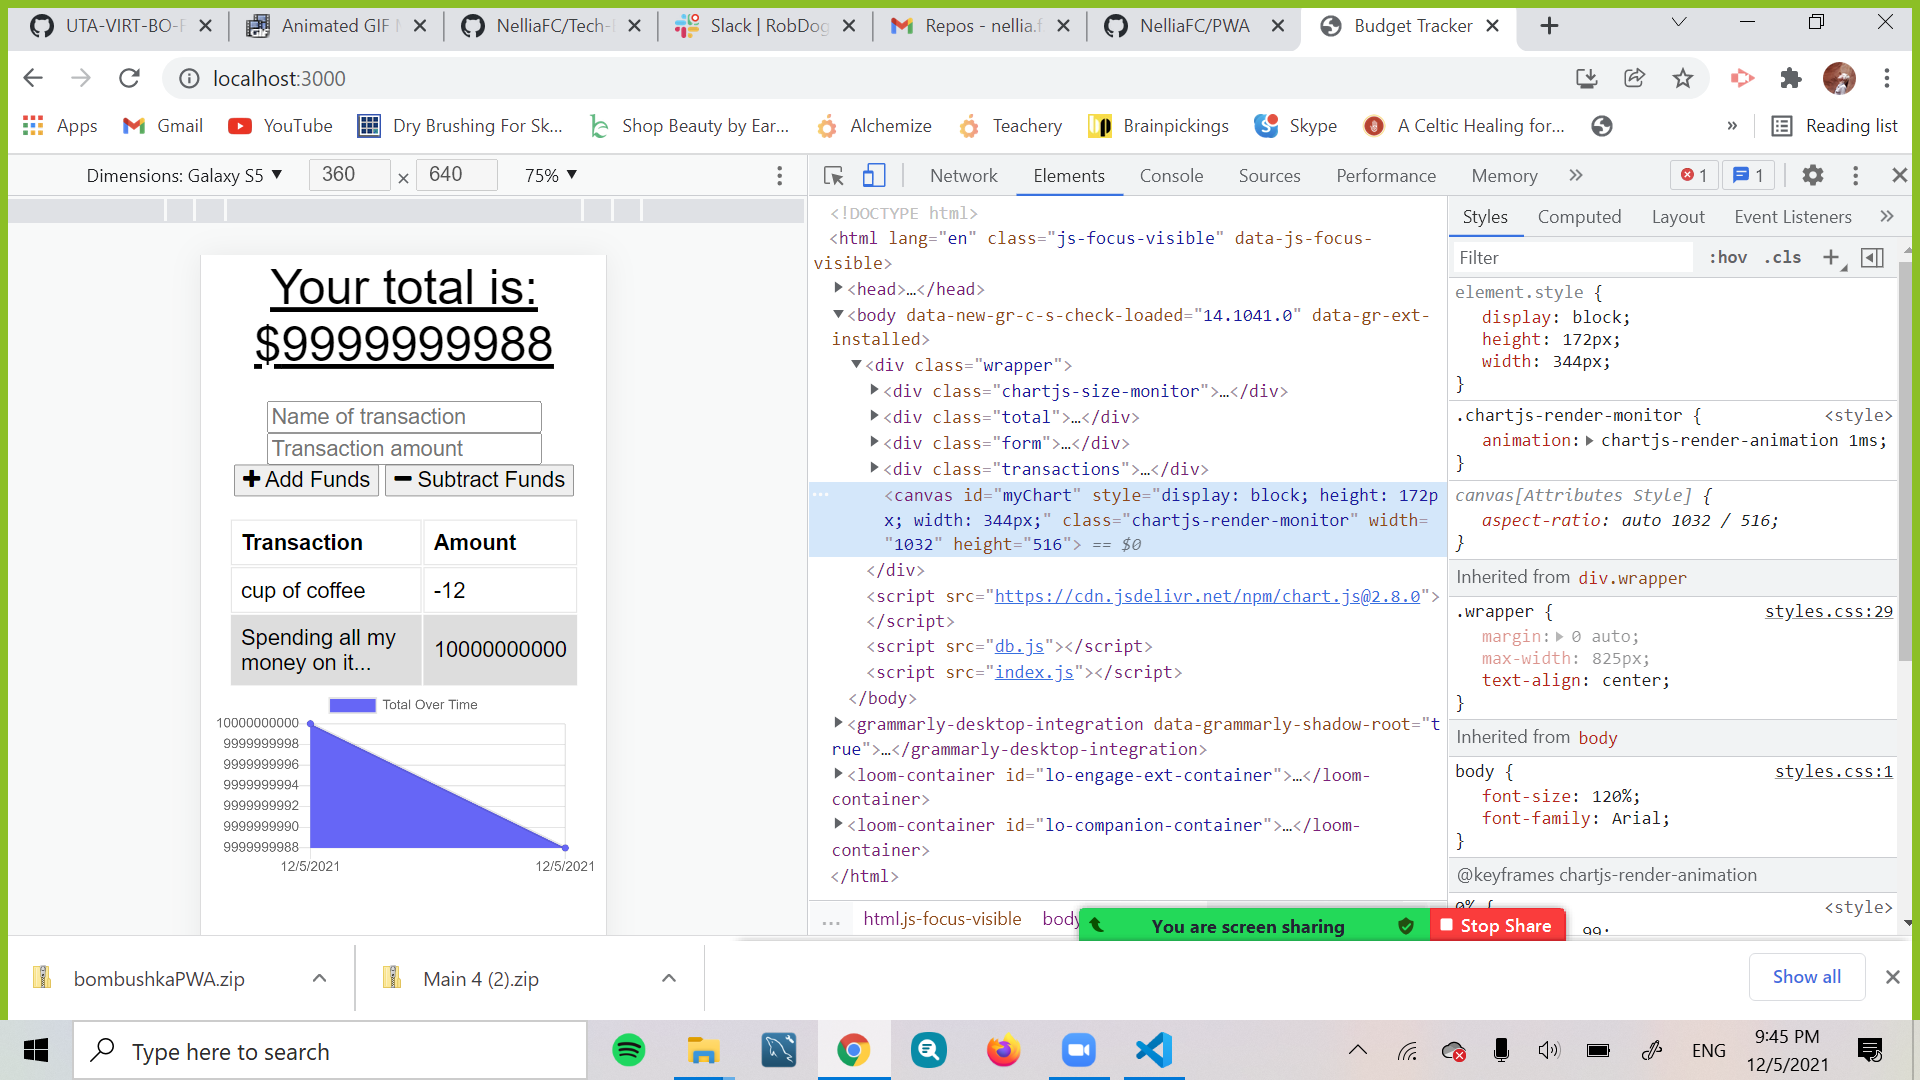 UTA-VIRT-BO-F
Animated GIF M
NelliaFC/Tech-
Slack | RobDog
Repos - nellia.f
NelliaFC/PWA
Budget Tracker
localhost:3000
Apps
Gmail
YouTube
Dry Brushing For Sk...
Shop Beauty by Ear...
Alchemize
Teachery
Brainpickings
Skype
A Celtic Healing for...
»
Reading list
Dimensions: Galaxy S5 ▼ 360 × 640 75% ▼
Network Elements Console Sources Performance Memory » 1 1
Your total is:
$9999999988
Name of transaction
Transaction amount
Add Funds Subtract Funds
Transaction Amount
cup of coffee -12
Spending all my
money on it...
10000000000
Total Over Time
10000000000
9999999998
9999999996
9999999994
9999999992
9999999990
9999999988
12/5/2021 12/5/2021
<!DOCTYPE html>
<html lang="en" class="js-focus-visible" data-js-focus-
visible>
<head>…</head>
<body data-new-gr-c-s-check-loaded="14.1041.0" data-gr-ext-
installed>
<div class="wrapper">
<div class="chartjs-size-monitor">…</div>
<div class="total">…</div>
<div class="form">…</div>
<div class="transactions">…</div>
<canvas id="myChart" style="display: block; height: 172p
x; width: 344px;" class="chartjs-render-monitor" width=
"1032" height="516"> == $0
</div>
<script src="https://cdn.jsdelivr.net/npm/chart.js@2.8.0">
</script>
<script src="db.js"></script>
<script src="index.js"></script>
</body>
<grammarly-desktop-integration data-grammarly-shadow-root="t
rue">…</grammarly-desktop-integration>
<loom-container id="lo-engage-ext-container">…</loom-
container>
<loom-container id="lo-companion-container">…</loom-
container>
</html>
... html.js-focus-visible body
Styles Computed Layout Event Listeners »
Filter :hov .cls
element.style {
display: block;
height: 172px;
width: 344px;
}
.chartjs-render-monitor { <style>
animation: chartjs-render-animation 1ms;
}
canvas[Attributes Style] {
aspect-ratio: auto 1032 / 516;
}
Inherited from div.wrapper
.wrapper { styles.css:29
margin: 0 auto;
max-width: 825px;
text-align: center;
}
Inherited from body
body { styles.css:1
font-size: 120%;
font-family: Arial;
}
@keyframes chartjs-render-animation
0% { <style>
You are screen sharing
Stop Share
bombushkaPWA.zip
Main 4 (2).zip
Show all
Type here to search
ENG
9:45 PM
12/5/2021